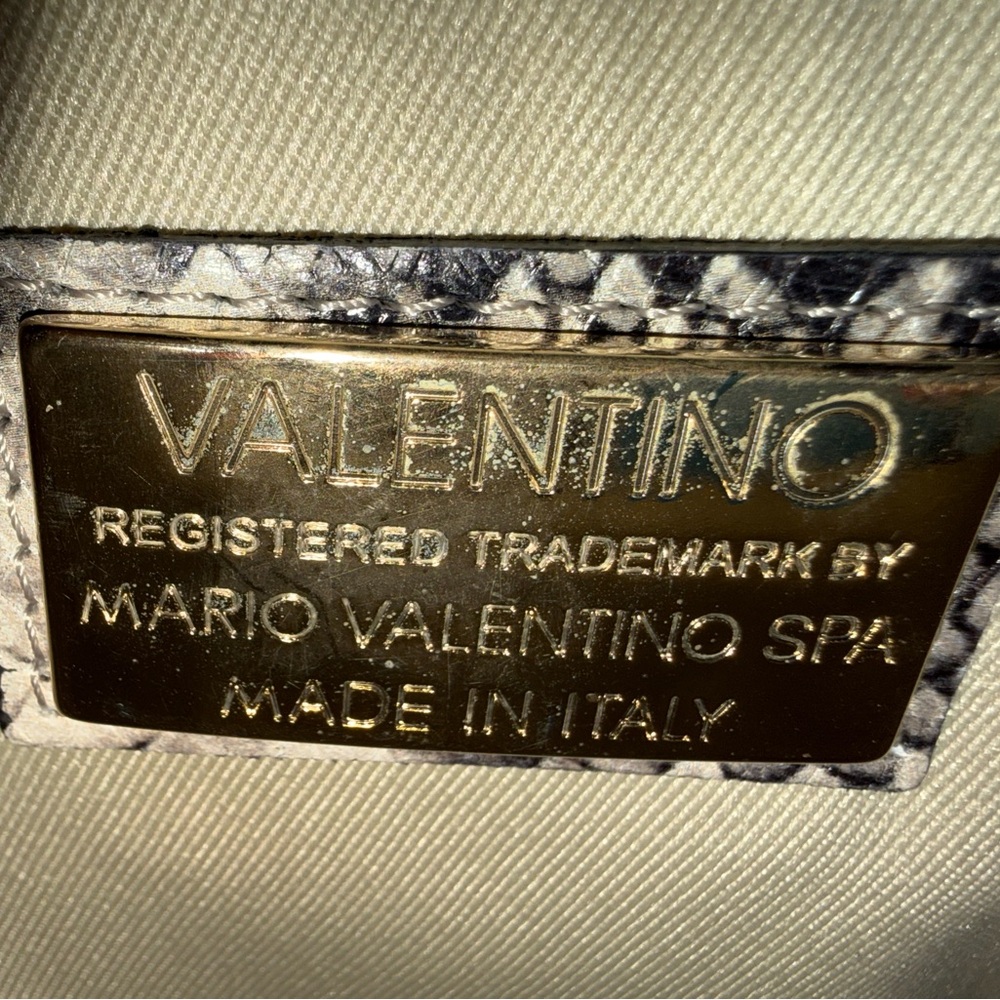 VALENTINO
REGISTERED TRADEMARK BY
MARIO VALENTINO SPA
MADE IN ITALY